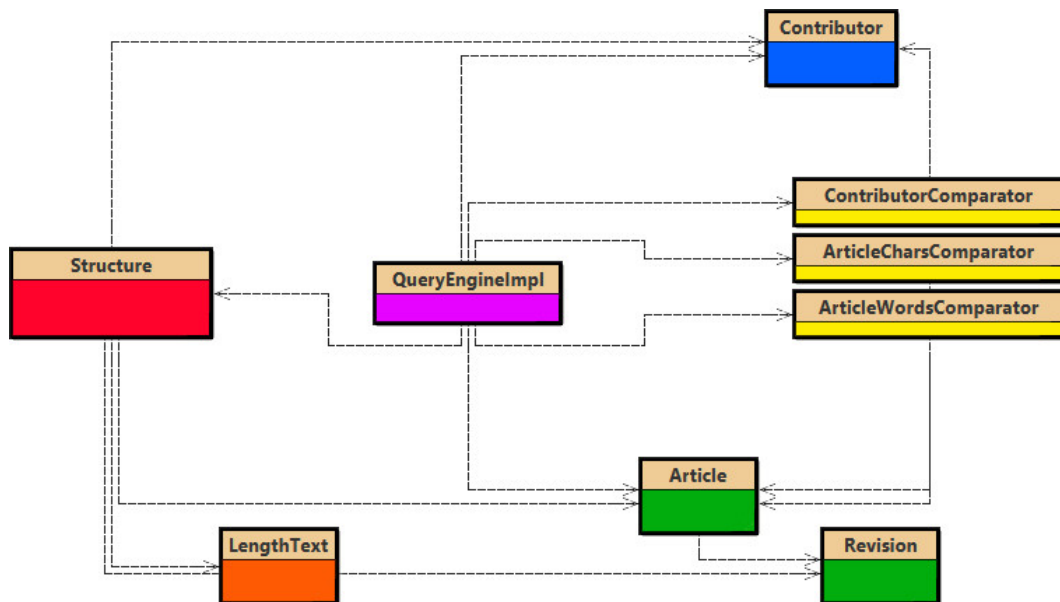 Contributor
ContributorComparator
Structure
QueryEngineImpl
ArticleCharsComparator
ArticleWordsComparator
Article
LengthText
Revision